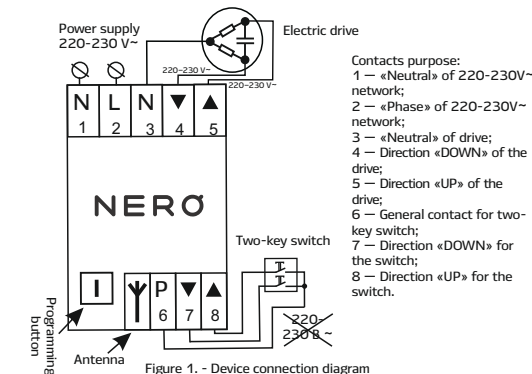 Power supply
220-230 V~
Electric drive
220-230 V~
220-230 V~
N L N ▼ ▲
1 2 3 4 5
NERO
I
P ▼ ▲
6 7 8
Two-key switch
220-
230 В ~
Programming
button
Antenna
Contacts purpose:
1 — «Neutral» of 220-230V~
network;
2 — «Phase» of 220-230V~
network;
3 — «Neutral» of drive;
4 — Direction «DOWN» of the
drive;
5 — Direction «UP» of the
drive;
6 — General contact for two-
key switch;
7 — Direction «DOWN» for
the switch;
8 — Direction «UP» for the
switch.
Figure 1. - Device connection diagram